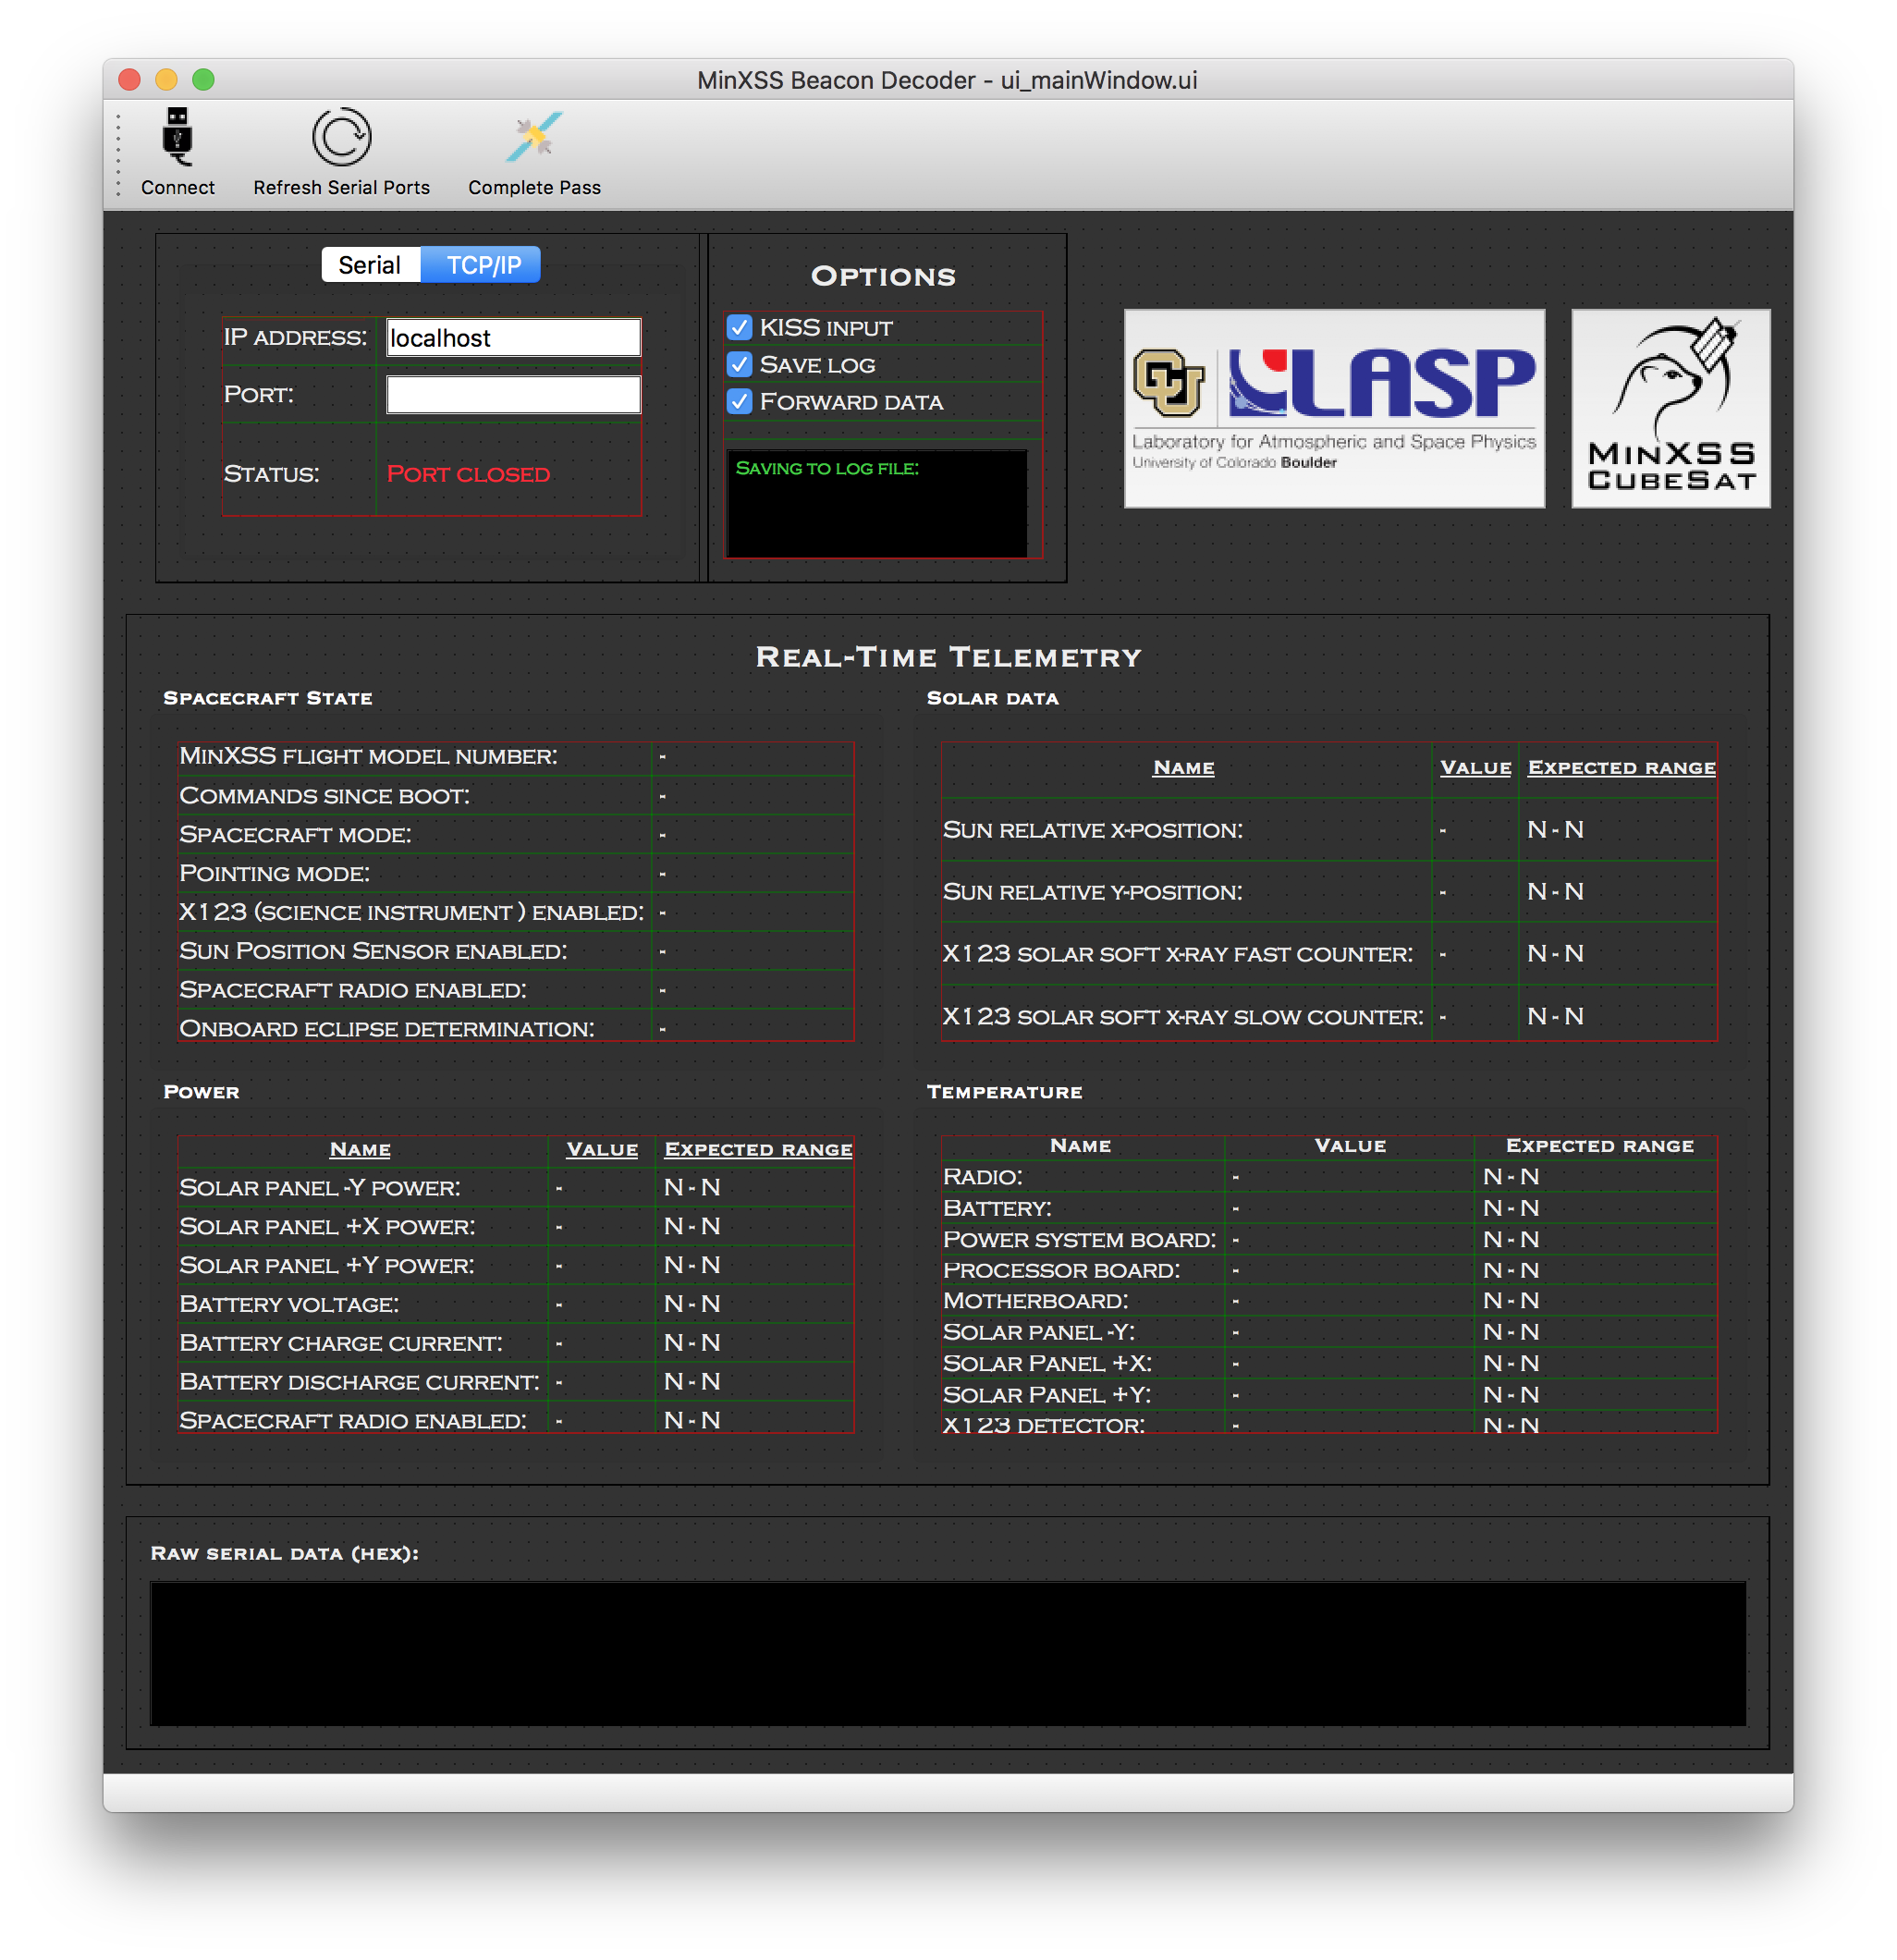 MinXSS Beacon Decoder - ui_mainWindow.ui
Connect
Refresh Serial Ports
Complete Pass
Serial
TCP/IP
IP address:
localhost
Port:
Status:
Port closed
Options
KISS input
Save log
Forward data
Saving to log file:
CU LASP
Laboratory for Atmospheric and Space Physics
University of Colorado Boulder
MinXSS
CubeSat
Real-Time Telemetry
Spacecraft State
MinXSS flight model number: -
Commands since boot: -
Spacecraft mode: -
Pointing mode: -
X123 (science instrument) enabled: -
Sun Position Sensor enabled: -
Spacecraft radio enabled: -
Onboard eclipse determination: -
Solar data
Name Value Expected range
Sun relative x-position: - N - N
Sun relative y-position: - N - N
X123 solar soft x-ray fast counter: - N - N
X123 solar soft x-ray slow counter: - N - N
Power
Name Value Expected range
Solar panel -Y power: - N - N
Solar panel +X power: - N - N
Solar panel +Y power: - N - N
Battery voltage: - N - N
Battery charge current: - N - N
Battery discharge current: - N - N
Spacecraft radio enabled: - N - N
Temperature
Name Value Expected range
Radio: - N - N
Battery: - N - N
Power system board: - N - N
Processor board: - N - N
Motherboard: - N - N
Solar panel -Y: - N - N
Solar Panel +X: - N - N
Solar Panel +Y: - N - N
X123 detector: - N - N
Raw serial data (hex):